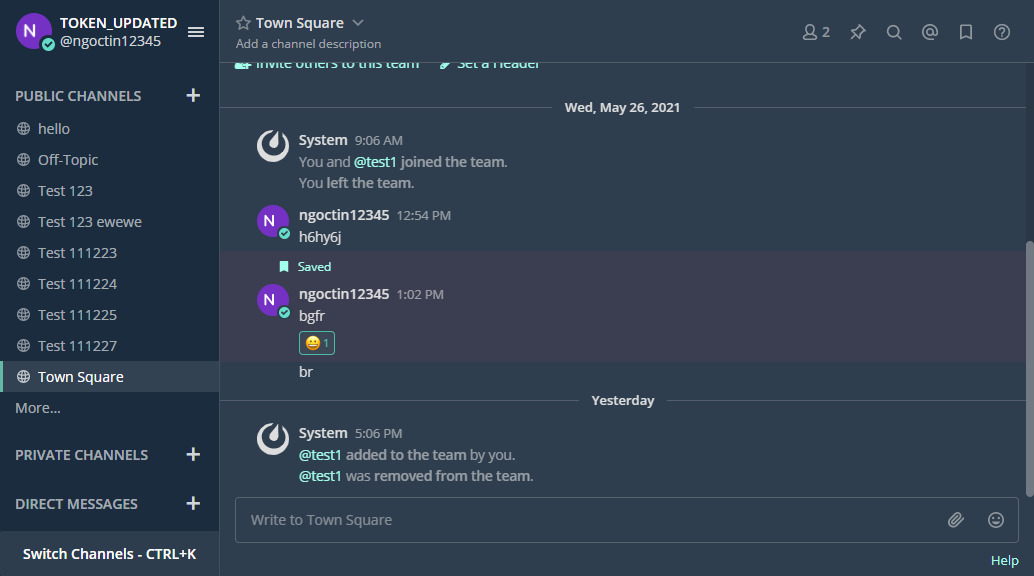 N TOKEN_UPDATED
@ngoctin12345
PUBLIC CHANNELS +
hello
Off-Topic
Test 123
Test 123 ewewe
Test 111223
Test 111224
Test 111225
Test 111227
Town Square
More...
PRIVATE CHANNELS +
DIRECT MESSAGES +
Switch Channels - CTRL+K
Town Square
Add a channel description
2
Invite others to this team Set a Header
Wed, May 26, 2021
System 9:06 AM
You and @test1 joined the team.
You left the team.
N ngoctin12345 12:54 PM
h6hy6j
Saved
N ngoctin12345 1:02 PM
bgfr
😀 1
br
Yesterday
System 5:06 PM
@test1 added to the team by you.
@test1 was removed from the team.
Write to Town Square
Help